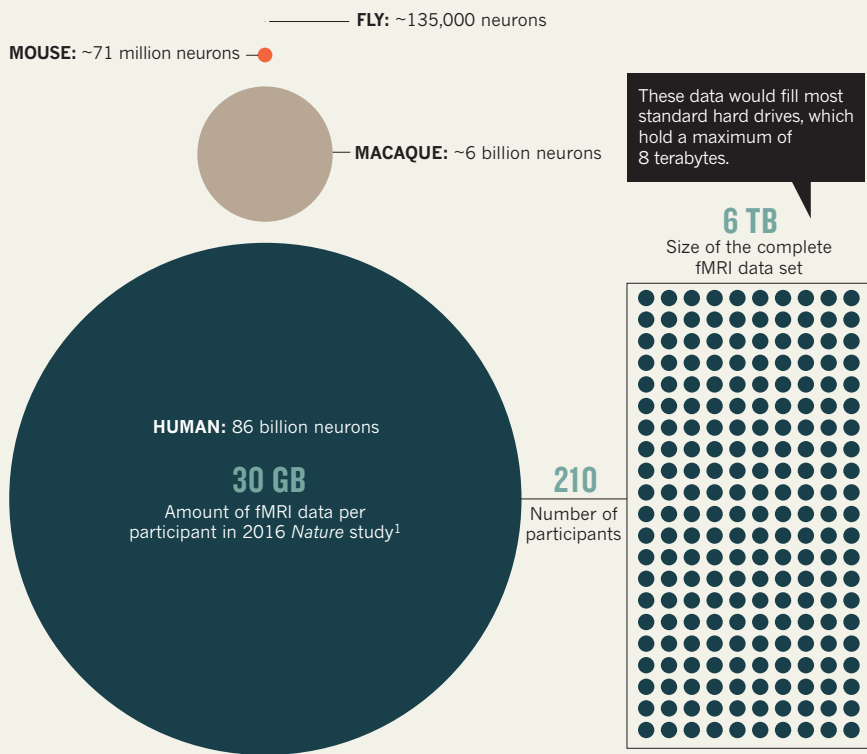 FLY: ~135,000 neurons
MOUSE: ~71 million neurons
MACAQUE: ~6 billion neurons
These data would fill most
standard hard drives, which
hold a maximum of
8 terabytes.
6 TB
Size of the complete
fMRI data set
HUMAN: 86 billion neurons
30 GB
Amount of fMRI data per
participant in 2016 Nature study¹
210
Number of
participants